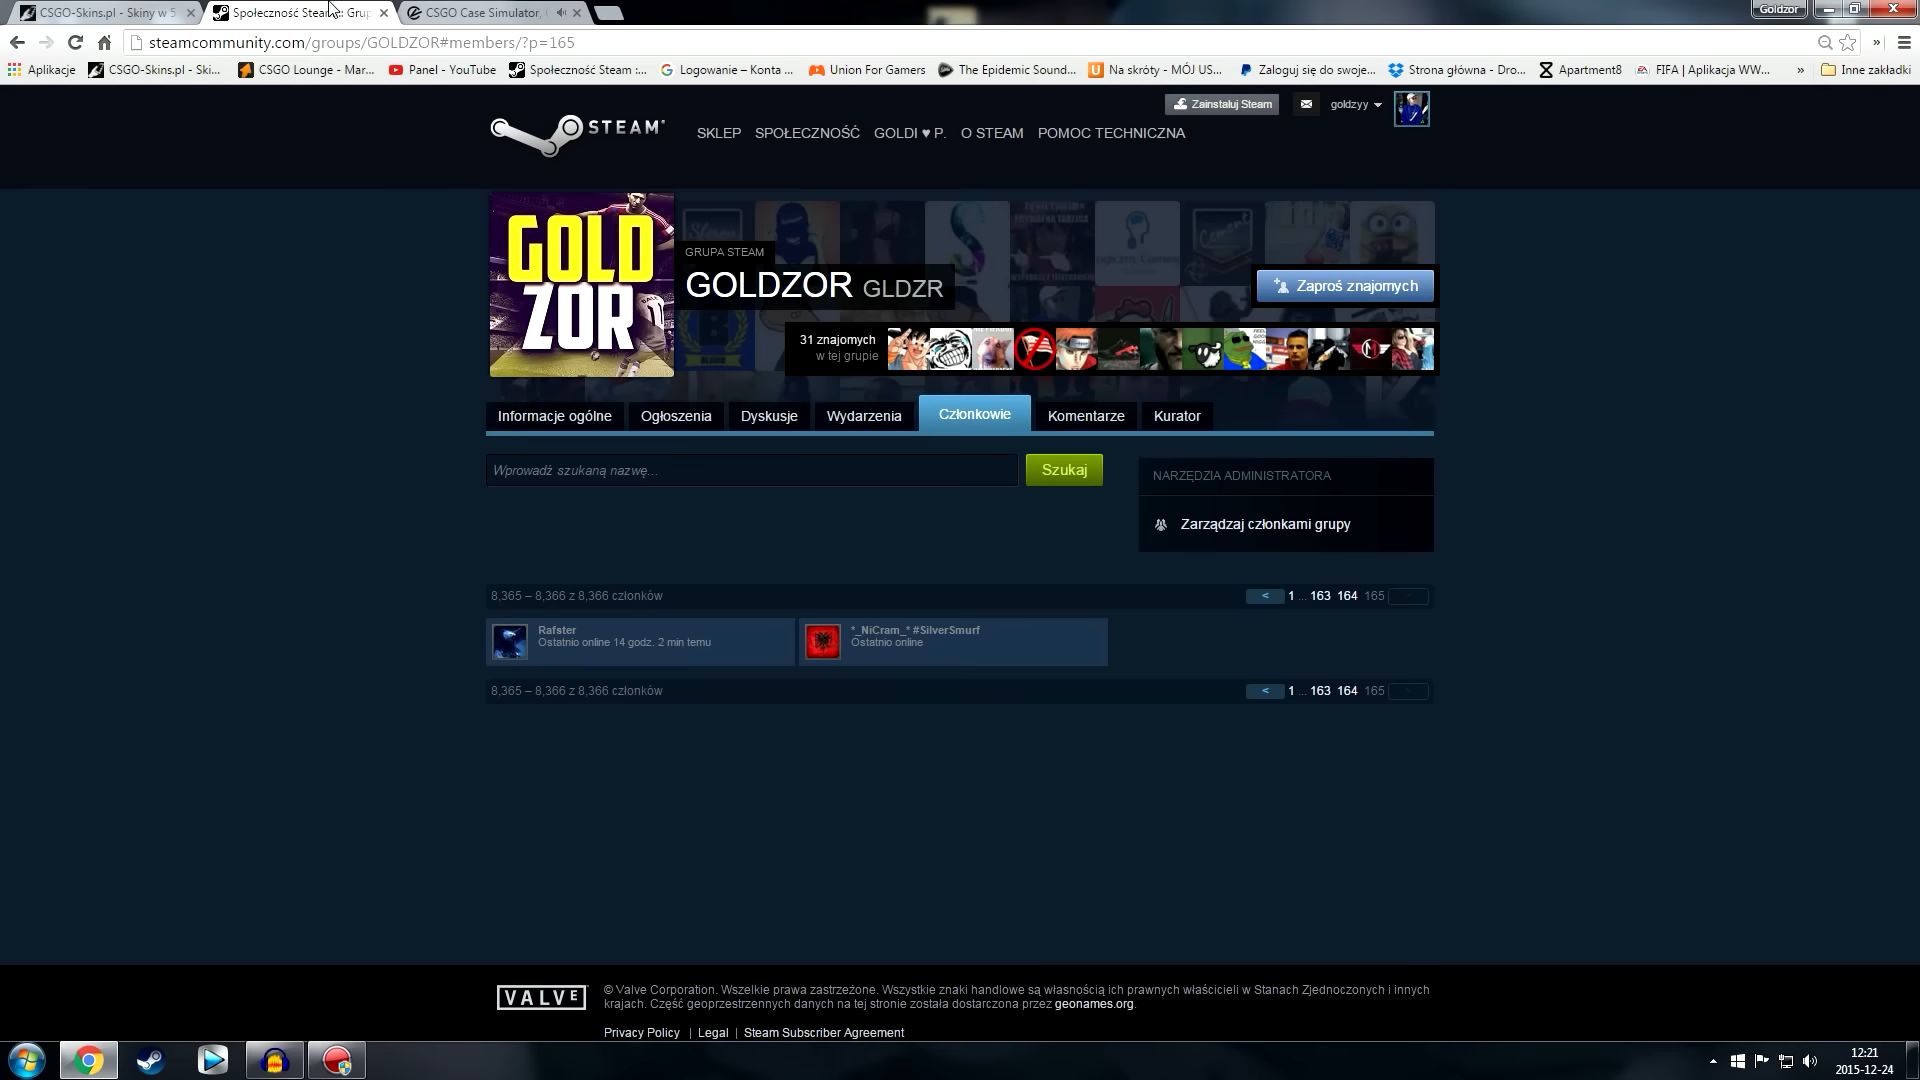 CSGO-Skins.pl - Skiny w 5
Społeczność Steam :: Grup
CSGO Case Simulator,
Goldzor
steamcommunity.com/groups/GOLDZOR#members/?p=165
Aplikacje
CSGO-Skins.pl - Ski...
CSGO Lounge - Mar...
Panel - YouTube
Społeczność Steam :...
Logowanie – Konta ...
Union For Gamers
The Epidemic Sound...
Na skróty - MÓJ US...
Zaloguj się do swoje...
Strona główna - Dro...
Apartment8
FIFA | Aplikacja WW...
»
Inne zakładki
Zainstaluj Steam
goldzyy
STEAM
SKLEP SPOŁECZNOŚĆ GOLDI ♥ P. O STEAM POMOC TECHNICZNA
GOLD
ZOR
GRUPA STEAM
GOLDZOR GLDZR
Zaproś znajomych
31 znajomych
w tej grupie
Informacje ogólne
Ogłoszenia
Dyskusje
Wydarzenia
Członkowie
Komentarze
Kurator
Wprowadź szukaną nazwę...
Szukaj
NARZĘDZIA ADMINISTRATORA
Zarządzaj członkami grupy
8,365 – 8,366 z 8,366 członków
< 1 ... 163 164 165 >
Rafster
Ostatnio online 14 godz. 2 min temu
*_NiCram_* #SilverSmurf
Ostatnio online
8,365 – 8,366 z 8,366 członków
< 1 ... 163 164 165 >
VALVE
© Valve Corporation. Wszelkie prawa zastrzeżone. Wszystkie znaki handlowe są własnością ich prawnych właścicieli w Stanach Zjednoczonych i innych
krajach. Część geoprzestrzennych danych na tej stronie została dostarczona przez geonames.org.
Privacy Policy | Legal | Steam Subscriber Agreement
12:21
2015-12-24